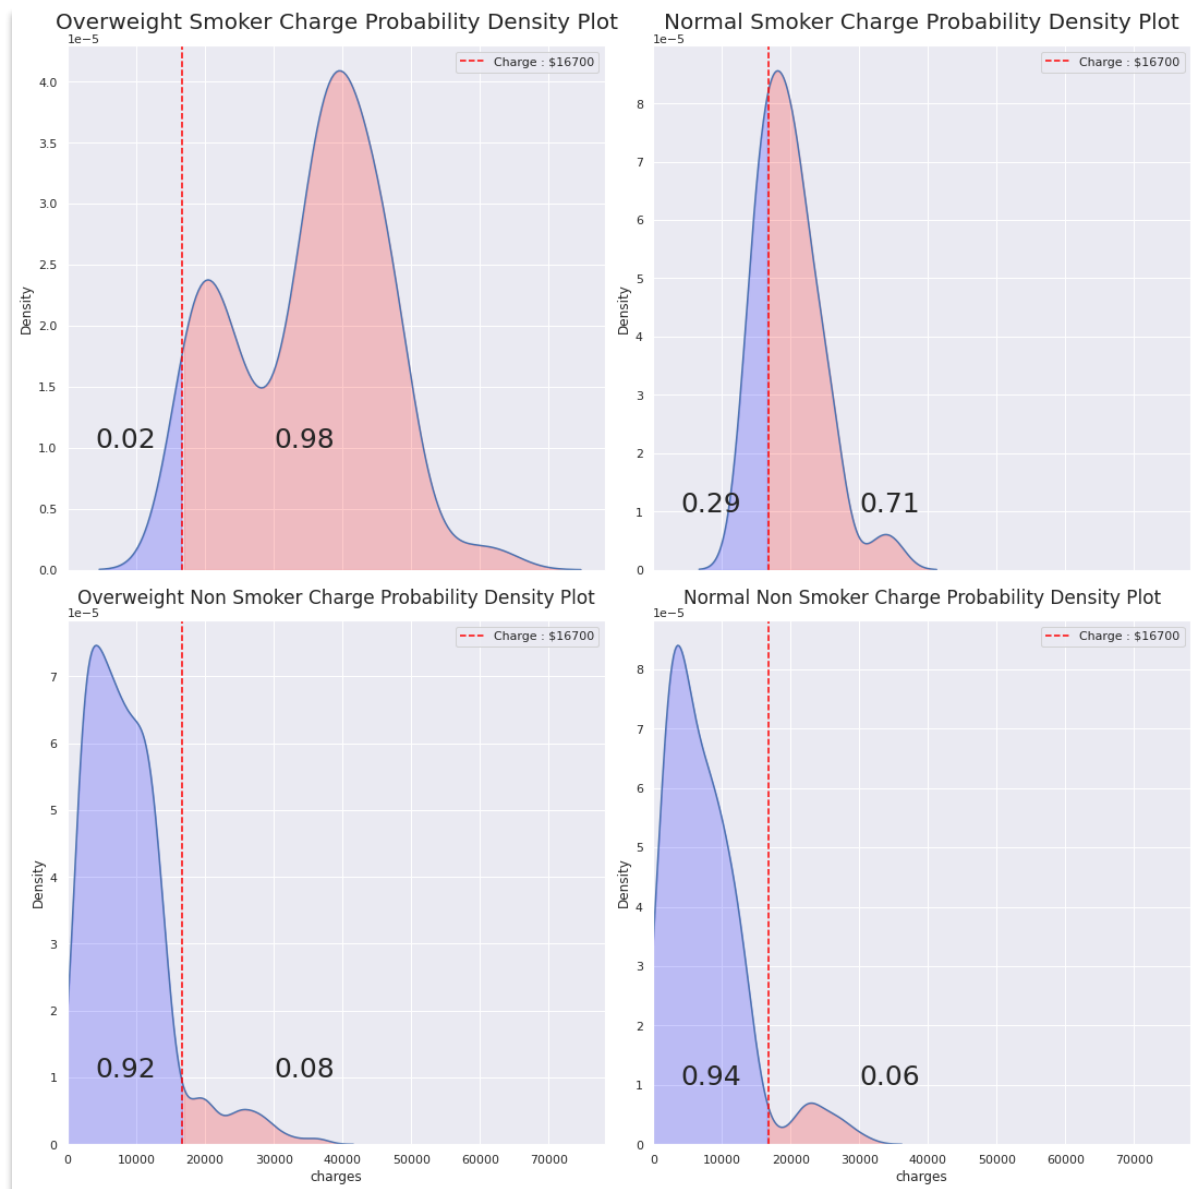 Overweight Smoker Charge Probability Density Plot
1e−5
Charge : $16700
4.0
3.5
3.0
2.5
2.0
1.5
1.0
0.5
0.0
Density
0.02
0.98
Normal Smoker Charge Probability Density Plot
1e−5
Charge : $16700
8
7
6
5
4
3
2
1
0
Density
0.29
0.71
Overweight Non Smoker Charge Probability Density Plot
1e−5
Charge : $16700
7
6
5
4
3
2
1
0
Density
0.92
0.08
0 10000 20000 30000 40000 50000 60000 70000
charges
Normal Non Smoker Charge Probability Density Plot
1e−5
Charge : $16700
8
7
6
5
4
3
2
1
0
Density
0.94
0.06
0 10000 20000 30000 40000 50000 60000 70000
charges